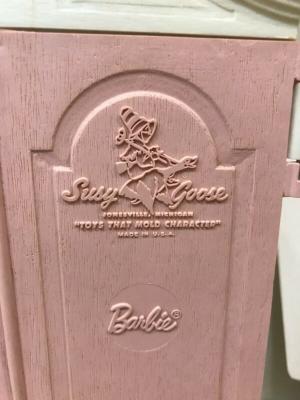 Susy Goose
JONESVILLE, MICHIGAN
"TOYS THAT MOLD CHARACTER"
MADE IN U.S.A.
Barbie®